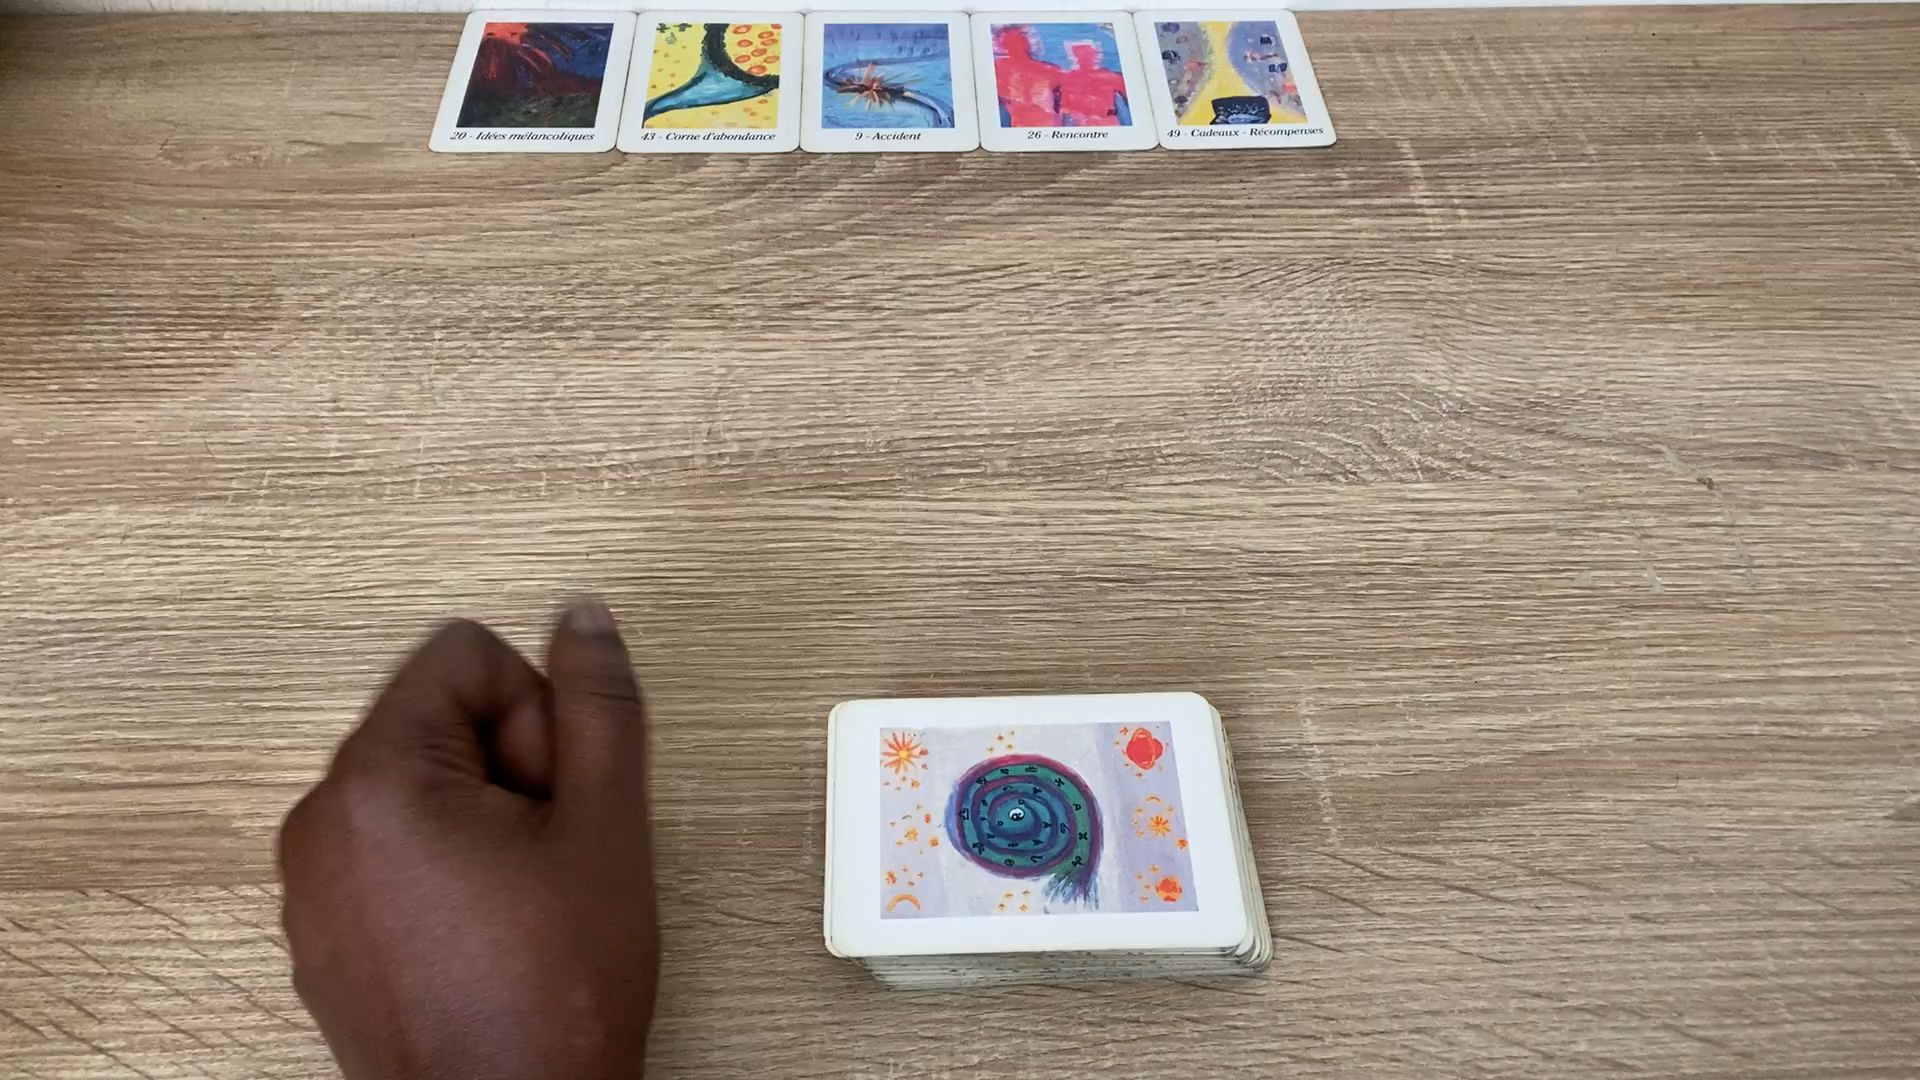 20 - Idées mélancoliques
43 - Corne d'abondance
9 - Accident
26 - Rencontre
49 - Cadeaux - Récompenses